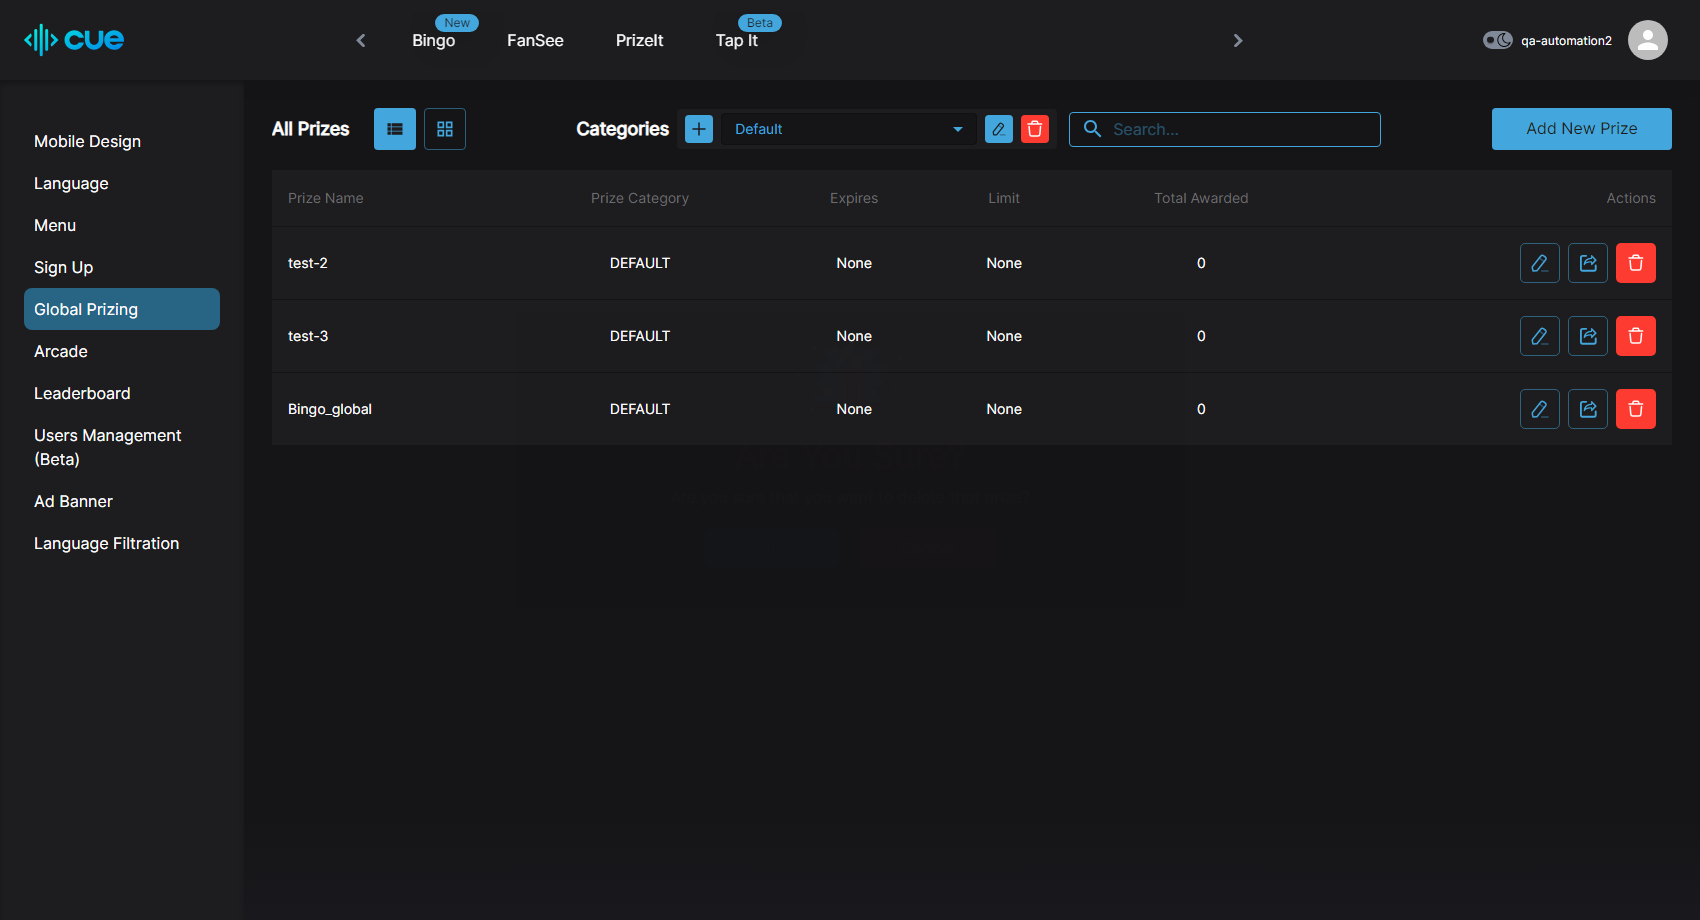 cue
New
Beta
Bingo
FanSee
PrizeIt
Tap It
qa-automation2
Mobile Design
Language
Menu
Sign Up
Global Prizing
Arcade
Leaderboard
Users Management
(Beta)
Ad Banner
Language Filtration
All Prizes
Categories
Default
Search...
Add New Prize
Prize Name Prize Category Expires Limit Total Awarded Actions
test-2 DEFAULT None None 0
test-3 DEFAULT None None 0
Bingo_global DEFAULT None None 0